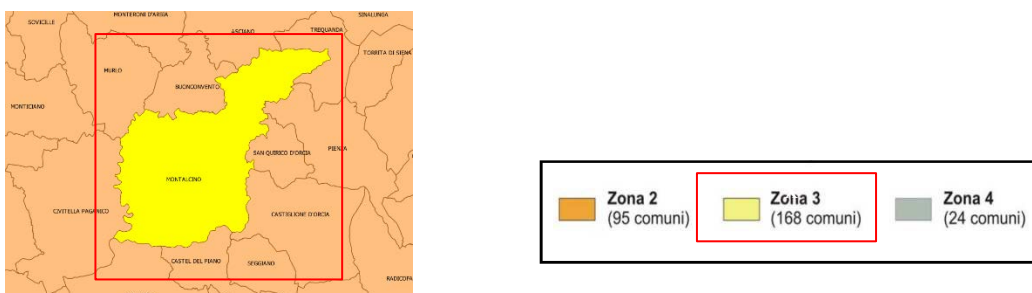 SOVICILLE
MONTERONI D'ARBIA
ASCIANO
TREQUANDA
SINALUNGA
TORRITA DI SIENA
MURLO
BUONCONVENTO
MONTICIANO
SAN QUIRICO D'ORCIA
PIENZA
MONTALCINO
CIVITELLA PAGANICO
CASTIGLIONE D'ORCIA
CASTEL DEL PIANO
SEGGIANO
RADICOFA
Zona 2
(95 comuni)
Zona 3
(168 comuni)
Zona 4
(24 comuni)